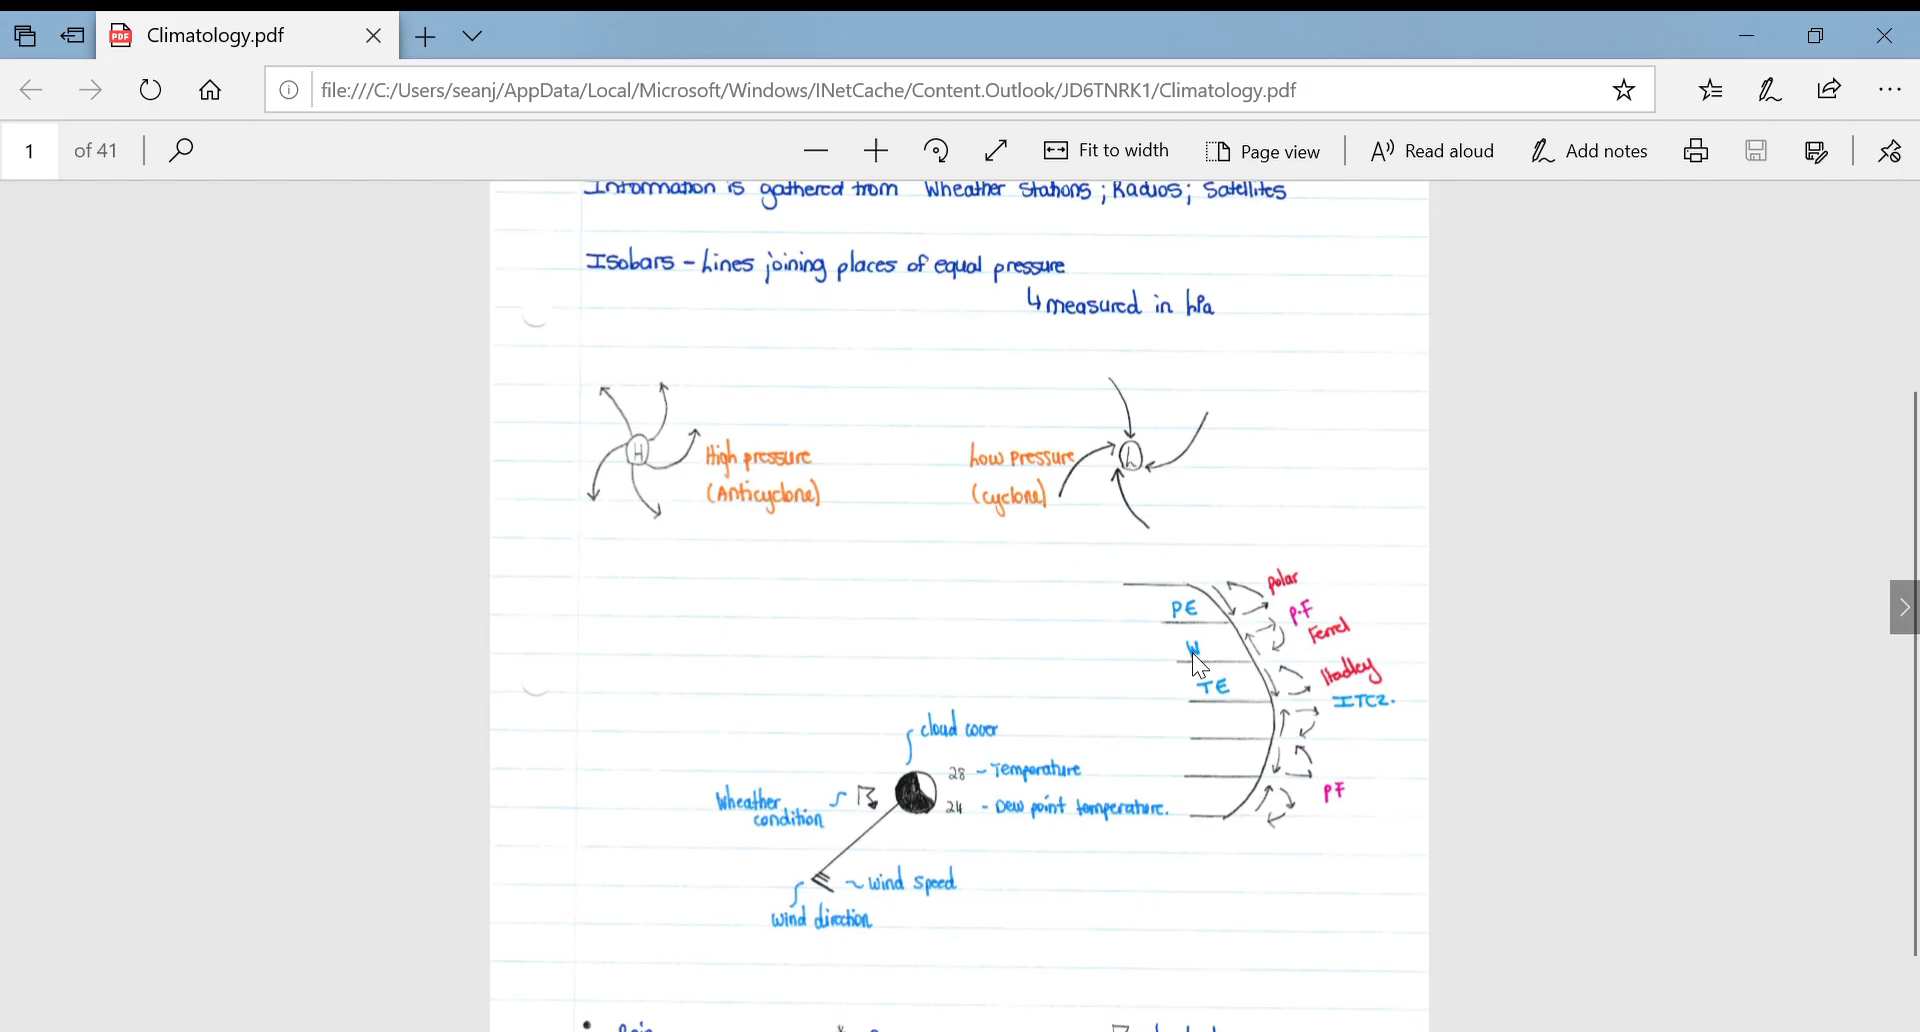 Climatology.pdf
file:///C:/Users/seanj/AppData/Local/Microsoft/Windows/INetCache/Content.Outlook/JD6TNRK1/Climatology.pdf
1 of 41
Fit to width
Page view
Read aloud
Add notes
Information is gathered from Wheather Stations ; Radios ; Satellites
Isobars - Lines joining places of equal pressure
↳ measured in hPa
H
High pressure
(Anticyclone)
Low pressure
(cyclone)
L
Polar
PE
P.F
Ferrel
W
Hadley
TE
ITCZ.
cloud cover
28 - Temperature
Wheather
condition
24 - Dew point temperature.
PF
wind speed
wind direction